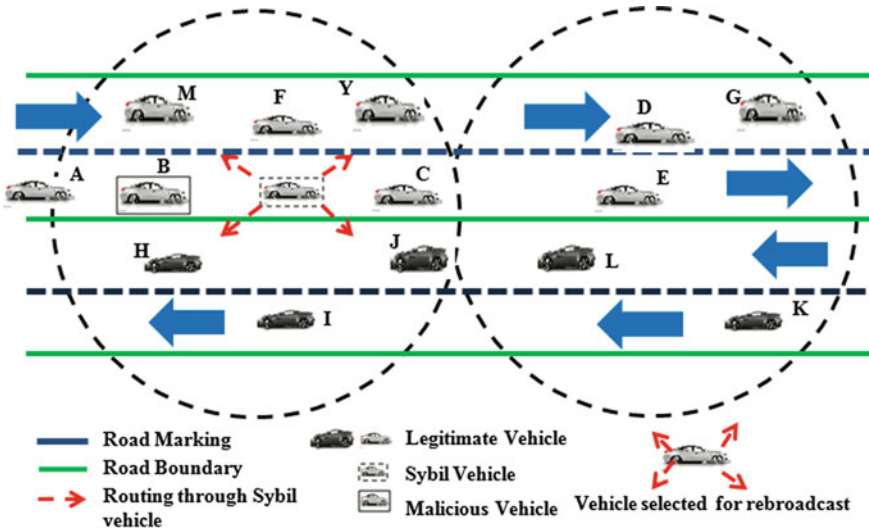 M
F
Y
D
G
A
B
C
E
H
J
L
I
K
Road Marking
Road Boundary
Routing through Sybil
vehicle
Legitimate Vehicle
Sybil Vehicle
Malicious Vehicle
Vehicle selected for rebroadcast